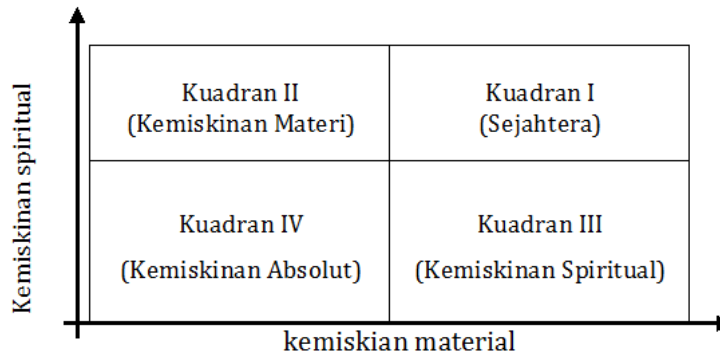 Kemiskinan spiritual
Kuadran II
(Kemiskinan Materi)
Kuadran I
(Sejahtera)
Kuadran IV
(Kemiskinan Absolut)
Kuadran III
(Kemiskinan Spiritual)
kemiskian material